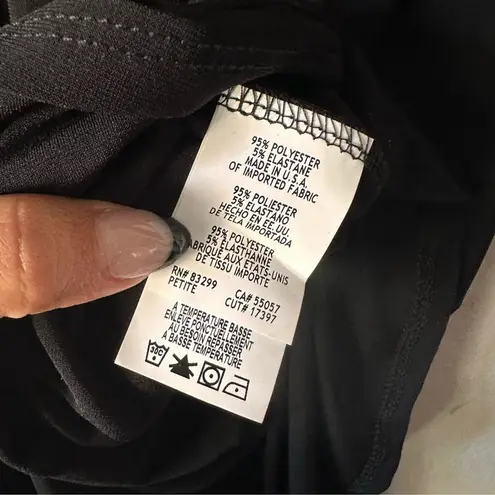 95% POLYESTER
5% ELASTANE
MADE IN U.S.A.
OF IMPORTED FABRIC
95% POLIESTER
5% ELASTANO
HECHO EN EE.UU.
DE TELA IMPORTADA
95% POLYESTER
5% ELASTHANNE
FABRIQUE AUX ETATS-UNIS
DE TISSU IMPORTE
RN# 83299 CA# 55057
PETITE CUT# 17397
A TEMPERATURE BASSE
ENLEVE PONCTUELLEMENT
AU BESOIN REPASSER
A BASSE TEMPERATURE